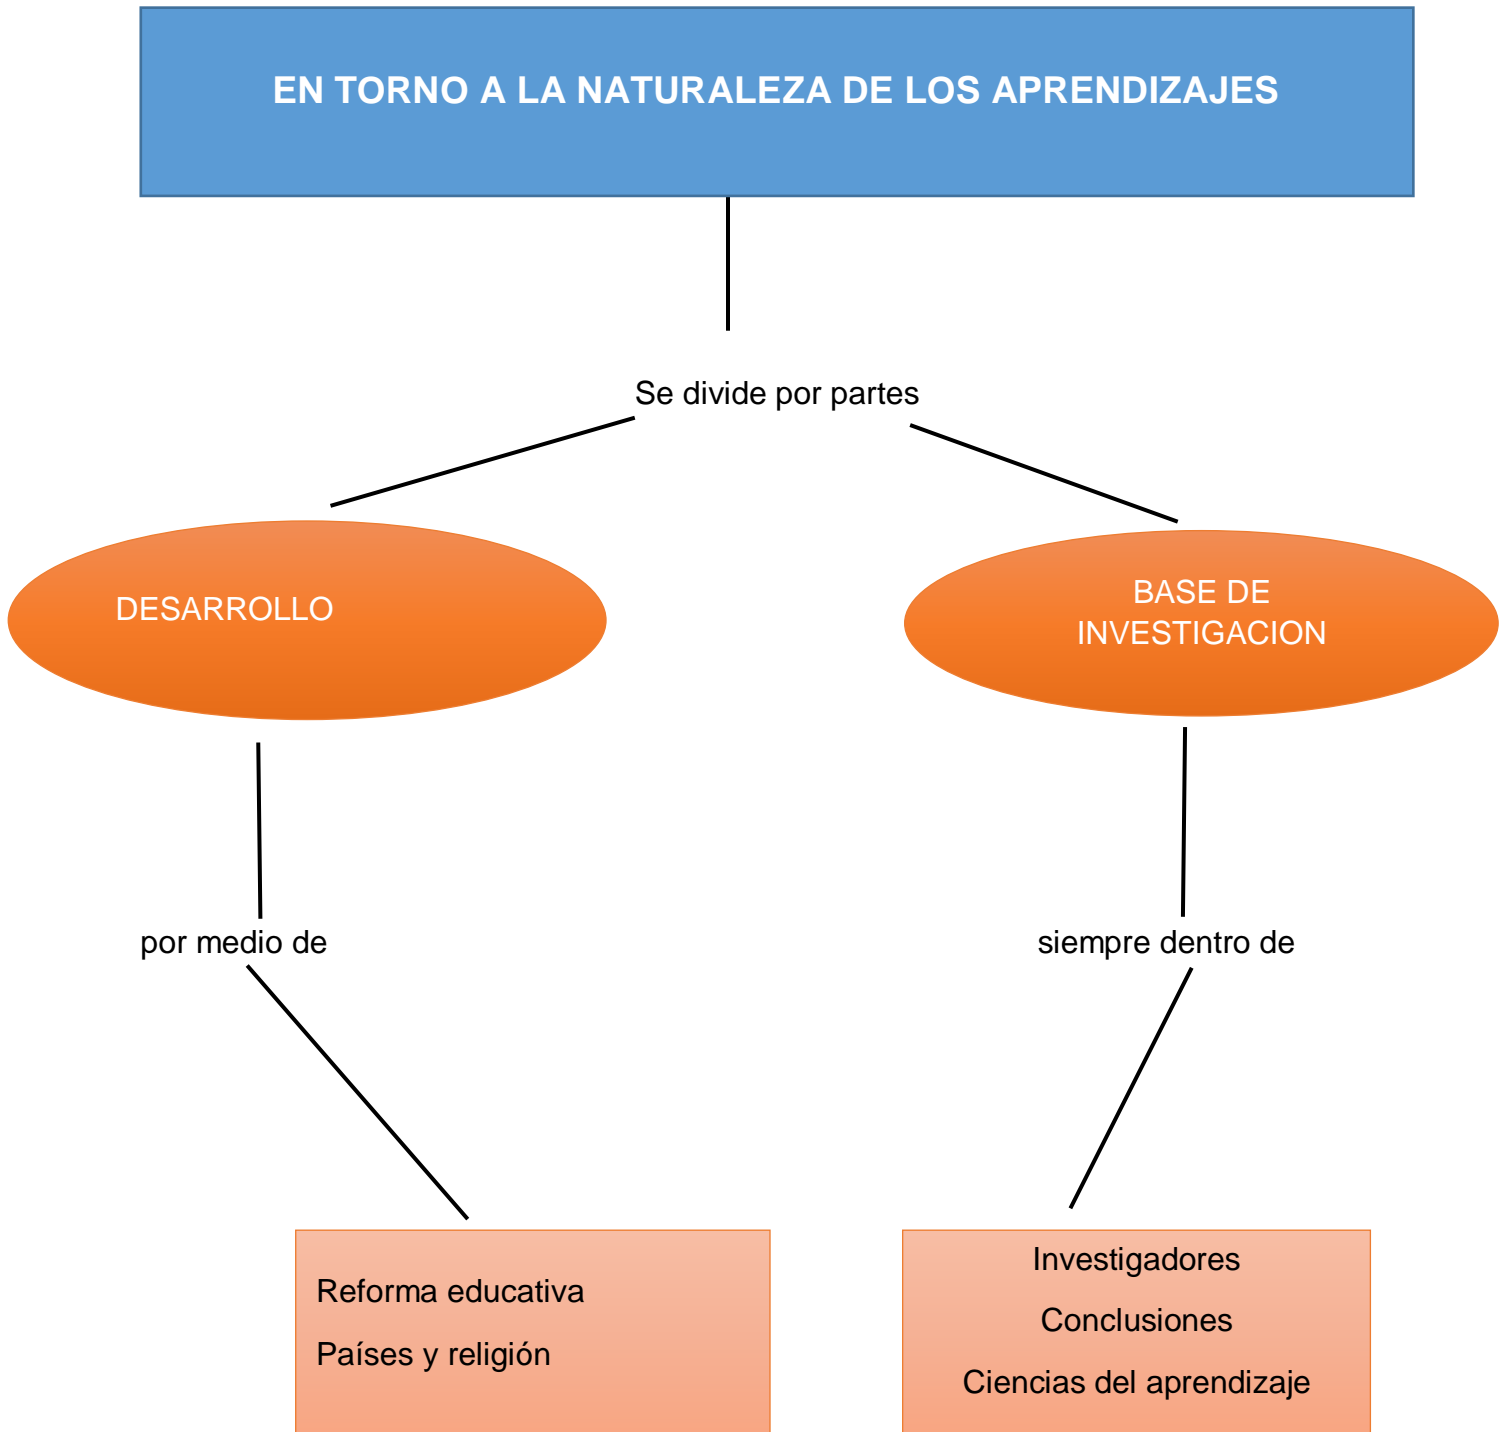 EN TORNO A LA NATURALEZA DE LOS APRENDIZAJES
Se divide por partes
DESARROLLO
BASE DE
INVESTIGACION
por medio de
siempre dentro de
Reforma educativa
Países y religión
Investigadores
Conclusiones
Ciencias del aprendizaje